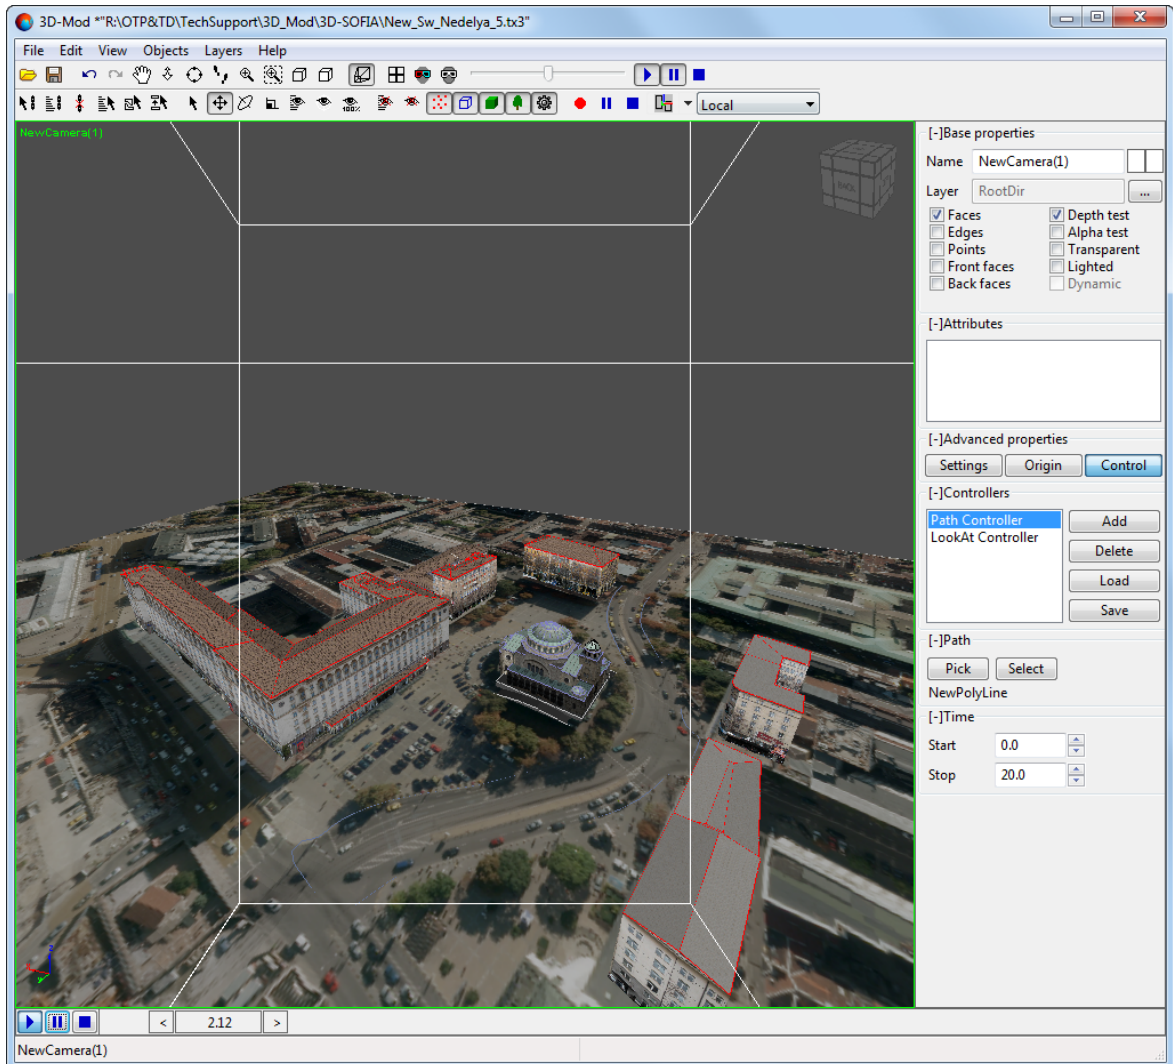 3D-Mod *"R:\OTP&TD\TechSupport\3D_Mod\3D-SOFIA\New_Sw_Nedelya_5.tx3"
File Edit View Objects Layers Help
100%
Local
NewCamera(1)
[-]Base properties
Name NewCamera(1)
Layer RootDir ...
Faces Depth test
Edges Alpha test
Points Transparent
Front faces Lighted
Back faces Dynamic
[-]Attributes
[-]Advanced properties
Settings Origin Control
[-]Controllers
Path Controller Add
LookAt Controller Delete
Load
Save
[-]Path
Pick Select
NewPolyLine
[-]Time
Start 0.0
Stop 20.0
z
y
< 2.12 >
NewCamera(1)